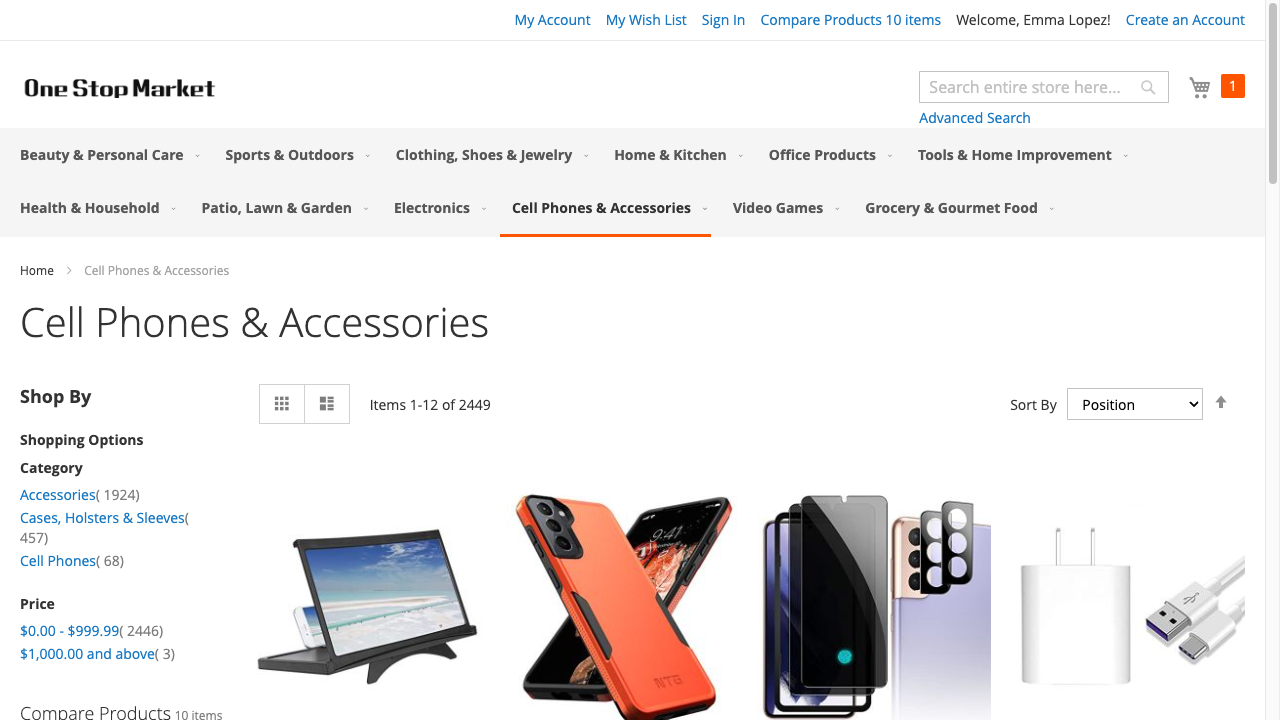 My Account My Wish List Sign In Compare Products 10 items Welcome, Emma Lopez! Create an Account
One Stop Market
Search entire store here...
1
Advanced Search
Beauty & Personal Care Sports & Outdoors Clothing, Shoes & Jewelry Home & Kitchen Office Products Tools & Home Improvement
Health & Household Patio, Lawn & Garden Electronics Cell Phones & Accessories Video Games Grocery & Gourmet Food
Home Cell Phones & Accessories
Cell Phones & Accessories
Shop By
Items 1-12 of 2449
Sort By Position
Shopping Options
Category
Accessories( 1924)
Cases, Holsters & Sleeves(
457)
Cell Phones( 68)
Price
$0.00 - $999.99( 2446)
$1,000.00 and above( 3)
Compare Products 10 items
9:41
NTG